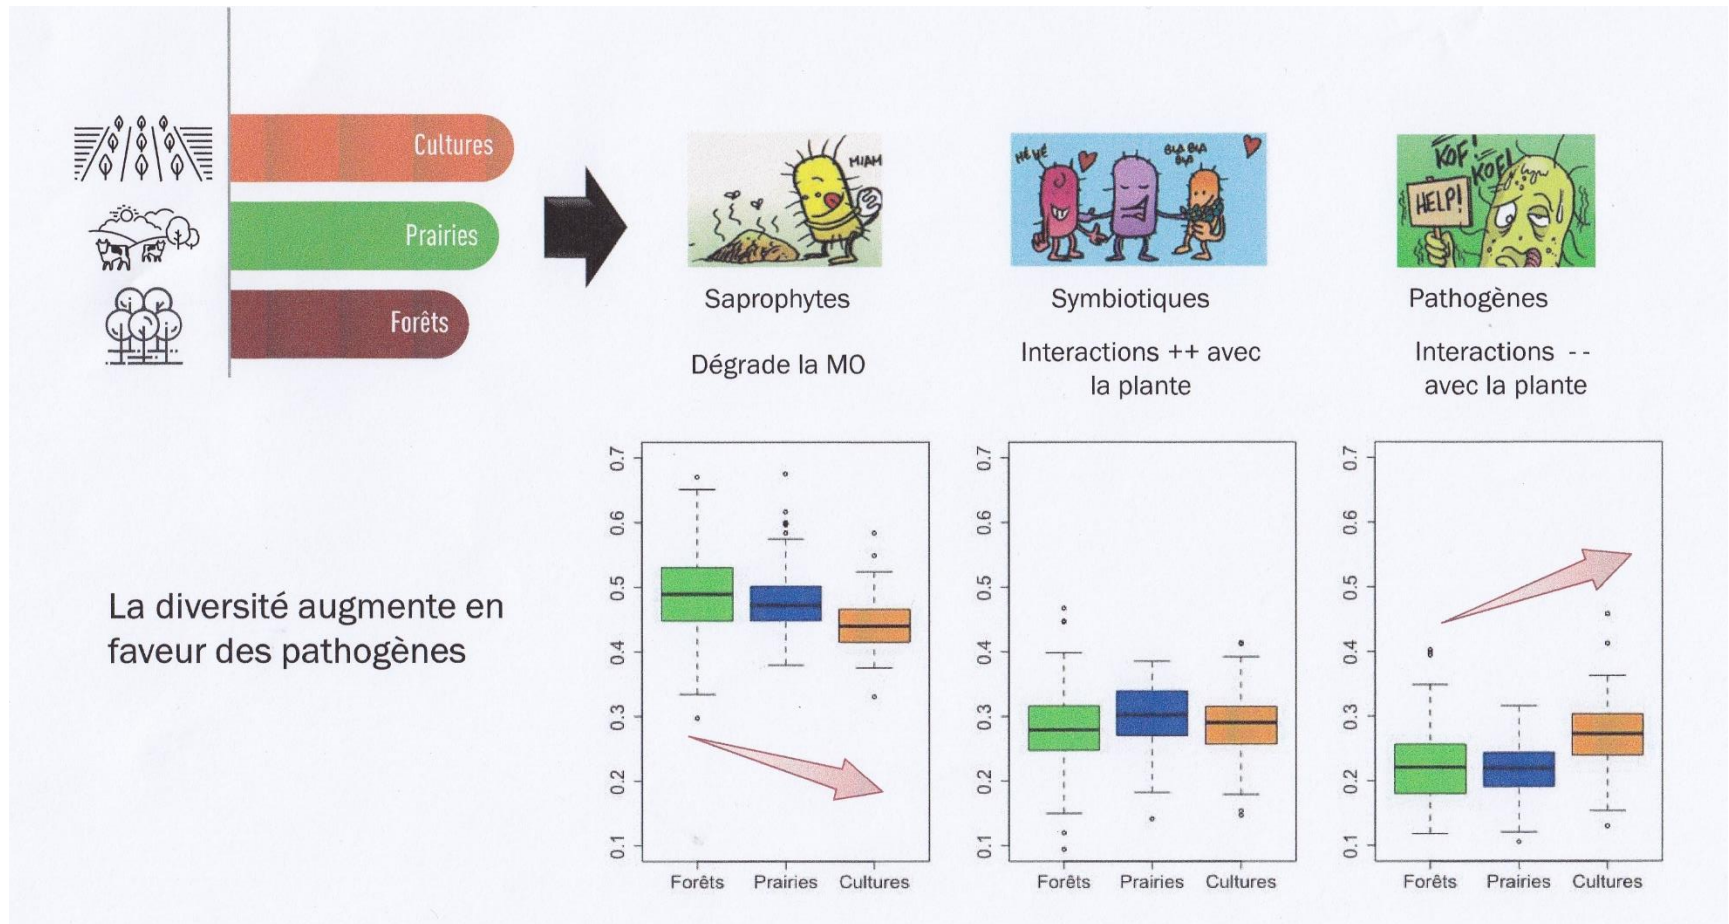 Cultures
Prairies
Forêts
MIAM
HÉ HÉ
BLA BLA
BLA
KOF!
KOF!
HELP!
Saprophytes
Symbiotiques
Pathogènes
Dégrade la MO
Interactions ++ avec
la plante
Interactions --
avec la plante
La diversité augmente en
faveur des pathogènes
0.7
0.6
0.5
0.4
0.3
0.2
0.1
Forêts Prairies Cultures
0.7
0.6
0.5
0.4
0.3
0.2
0.1
Forêts Prairies Cultures
0.7
0.6
0.5
0.4
0.3
0.2
0.1
Forêts Prairies Cultures